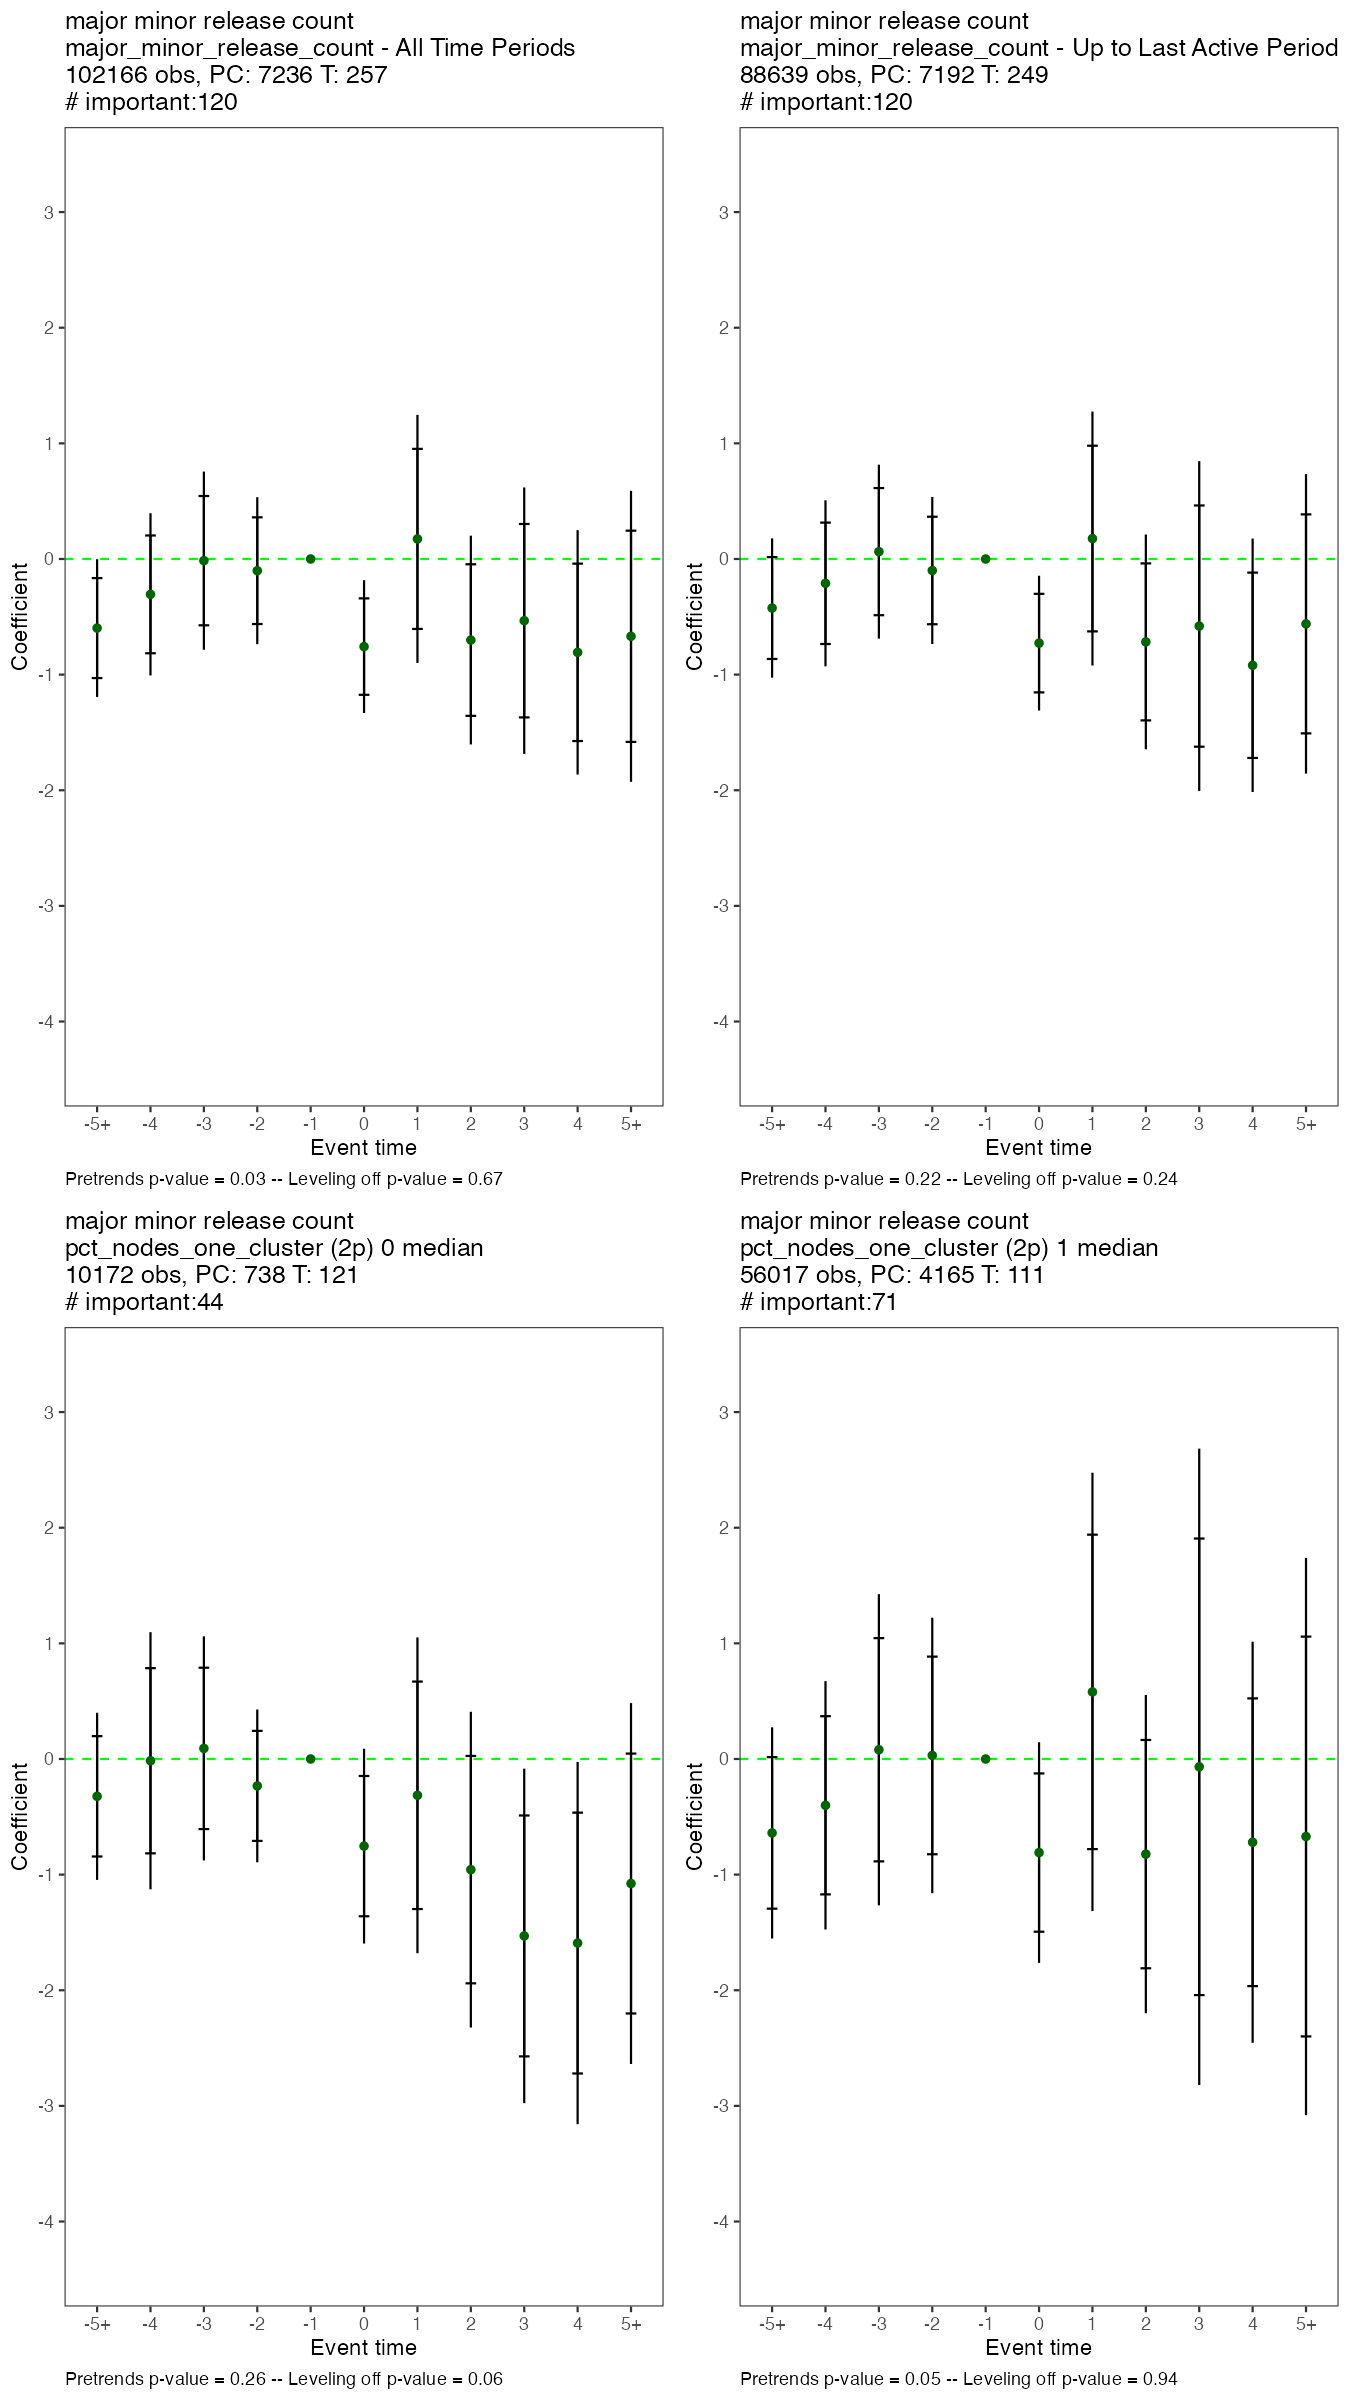 major minor release count
major_minor_release_count - All Time Periods
102166 obs, PC: 7236 T: 257
# important:120
3
2
1
0
-1
-2
-3
-4
Coefficient
-5+ -4 -3 -2 -1 0 1 2 3 4 5+
Event time
Pretrends p-value = 0.03 -- Leveling off p-value = 0.67
major minor release count
major_minor_release_count - Up to Last Active Period
88639 obs, PC: 7192 T: 249
# important:120
3
2
1
0
-1
-2
-3
-4
Coefficient
-5+ -4 -3 -2 -1 0 1 2 3 4 5+
Event time
Pretrends p-value = 0.22 -- Leveling off p-value = 0.24
major minor release count
pct_nodes_one_cluster (2p) 0 median
10172 obs, PC: 738 T: 121
# important:44
3
2
1
0
-1
-2
-3
-4
Coefficient
-5+ -4 -3 -2 -1 0 1 2 3 4 5+
Event time
Pretrends p-value = 0.26 -- Leveling off p-value = 0.06
major minor release count
pct_nodes_one_cluster (2p) 1 median
56017 obs, PC: 4165 T: 111
# important:71
3
2
1
0
-1
-2
-3
-4
Coefficient
-5+ -4 -3 -2 -1 0 1 2 3 4 5+
Event time
Pretrends p-value = 0.05 -- Leveling off p-value = 0.94